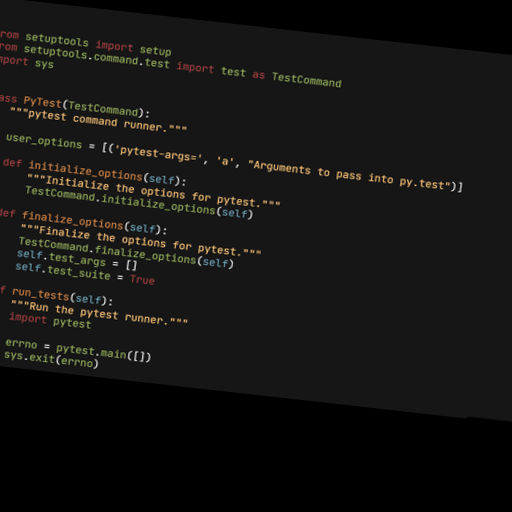 rom setuptools import setup
rom setuptools.command.test import test as TestCommand
mport sys
ass PyTest(TestCommand):
"""pytest command runner."""
user_options = [('pytest-args=', 'a', "Arguments to pass into py.test")]
def initialize_options(self):
"""Initialize the options for pytest."""
TestCommand.initialize_options(self)
def finalize_options(self):
"""Finalize the options for pytest."""
TestCommand.finalize_options(self)
self.test_args = []
self.test_suite = True
f run_tests(self):
"""Run the pytest runner."""
import pytest
errno = pytest.main([])
sys.exit(errno)